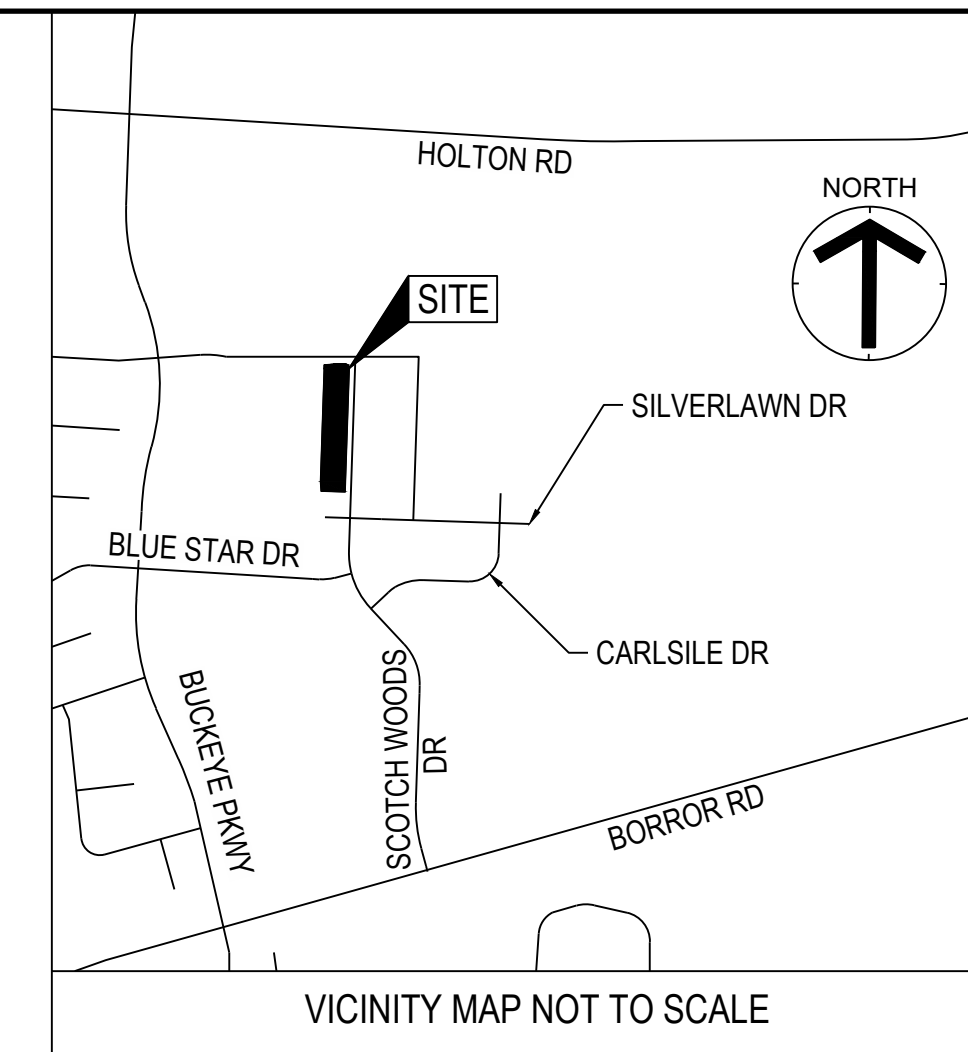 HOLTON RD
NORTH
SITE
SILVERLAWN DR
BLUE STAR DR
CARLSILE DR
BUCKEYE PKWY
SCOTCH WOODS
DR
BORROR RD
VICINITY MAP NOT TO SCALE